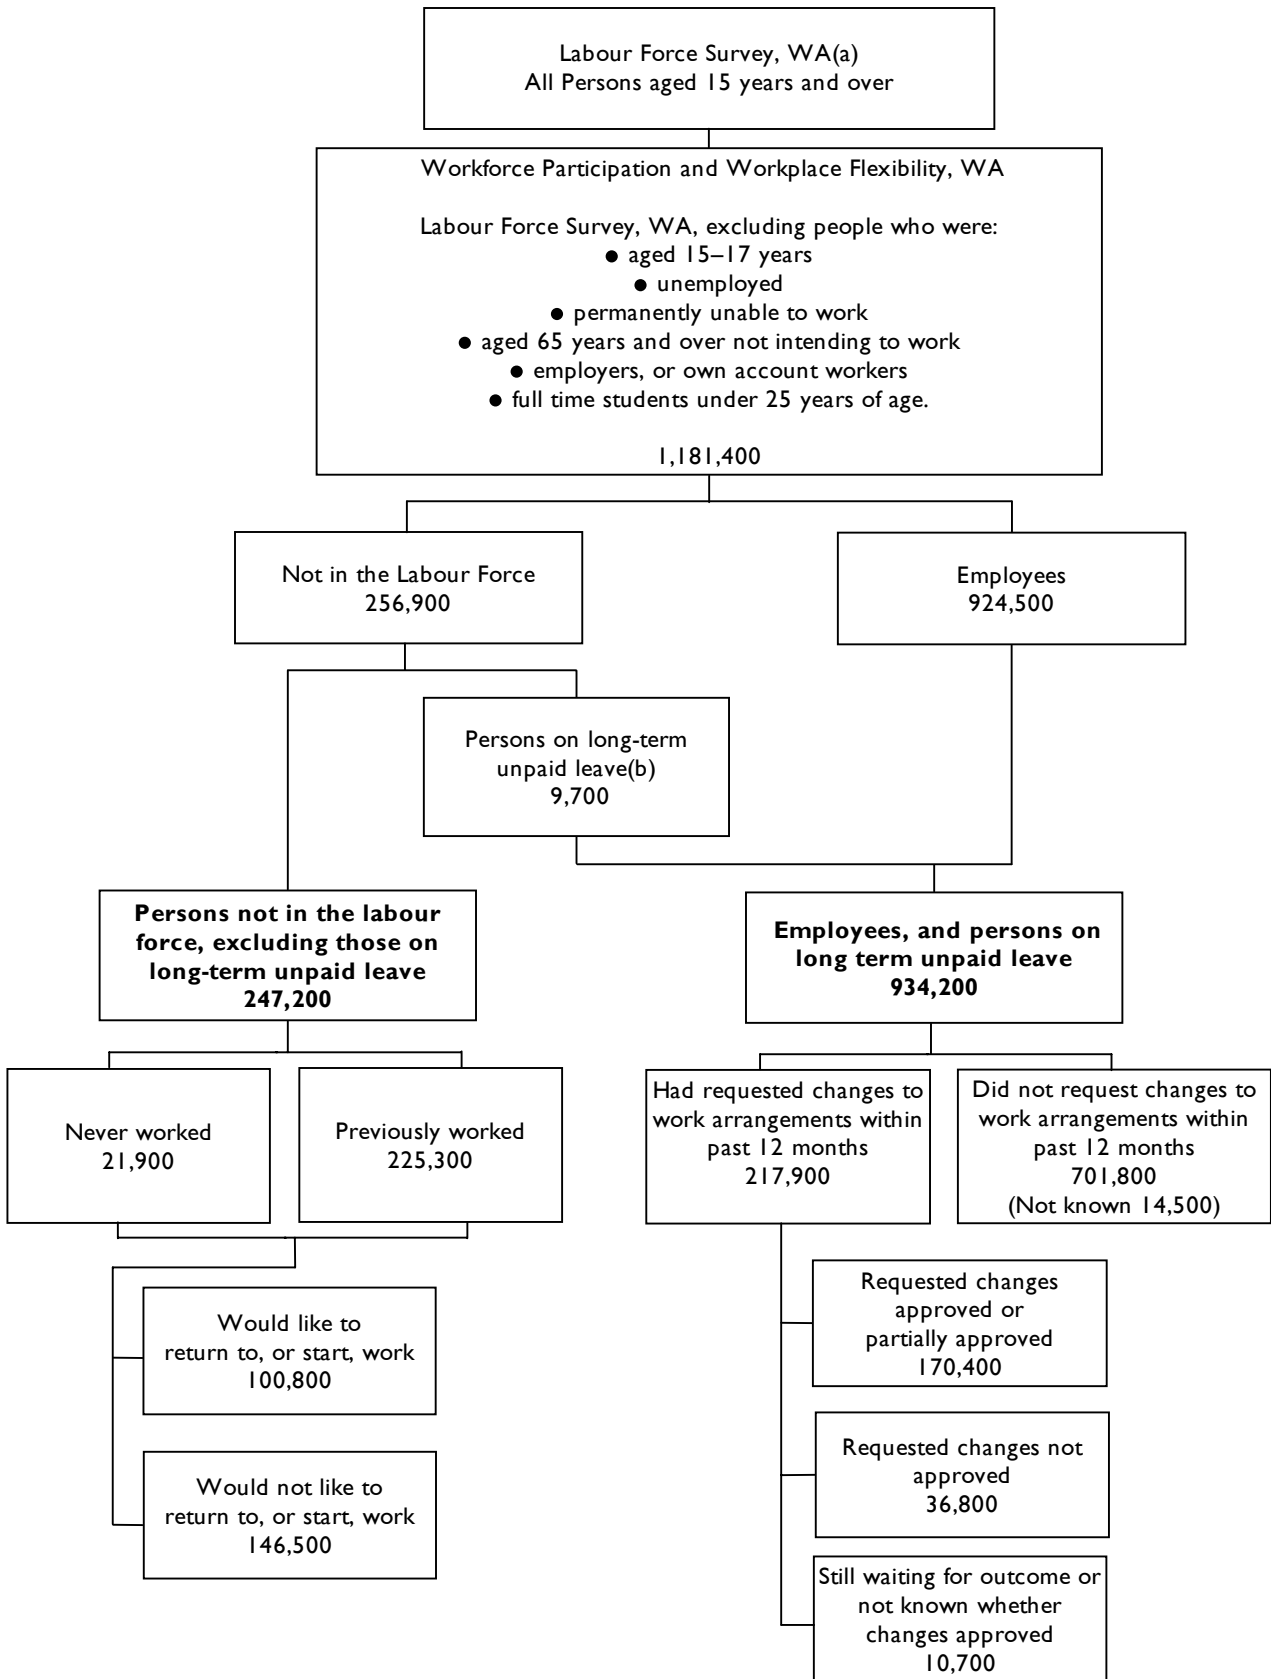 Labour Force Survey, WA(a)
All Persons aged 15 years and over
Workforce Participation and Workplace Flexibility, WA
Labour Force Survey, WA, excluding people who were:
● aged 15–17 years
● unemployed
● permanently unable to work
● aged 65 years and over not intending to work
● employers, or own account workers
● full time students under 25 years of age.
1,181,400
Not in the Labour Force
256,900
Employees
924,500
Persons on long-term
unpaid leave(b)
9,700
Persons not in the labour
force, excluding those on
long-term unpaid leave
247,200
Employees, and persons on
long term unpaid leave
934,200
Never worked
21,900
Previously worked
225,300
Had requested changes to
work arrangements within
past 12 months
217,900
Did not request changes to
work arrangements within
past 12 months
701,800
(Not known 14,500)
Would like to
return to, or start, work
100,800
Would not like to
return to, or start, work
146,500
Requested changes
approved or
partially approved
170,400
Requested changes not
approved
36,800
Still waiting for outcome or
not known whether
changes approved
10,700